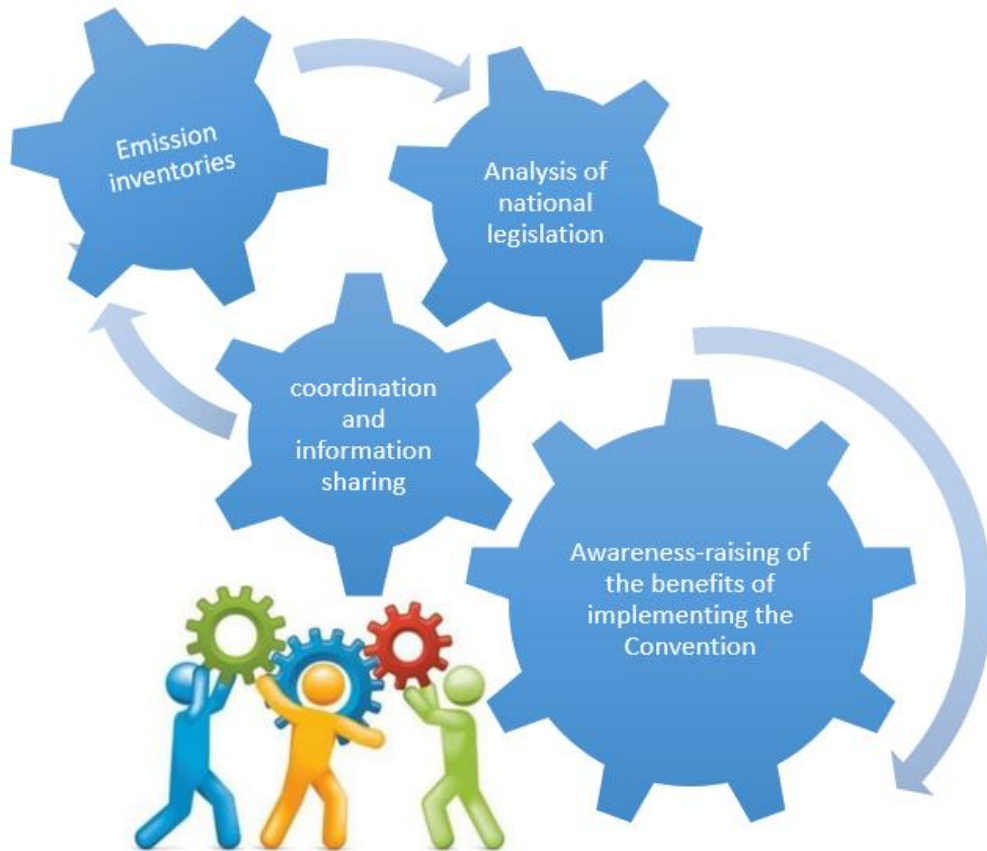 Emission
inventories
Analysis of
national
legislation
coordination
and
information
sharing
Awareness-raising of
the benefits of
implementing the
Convention